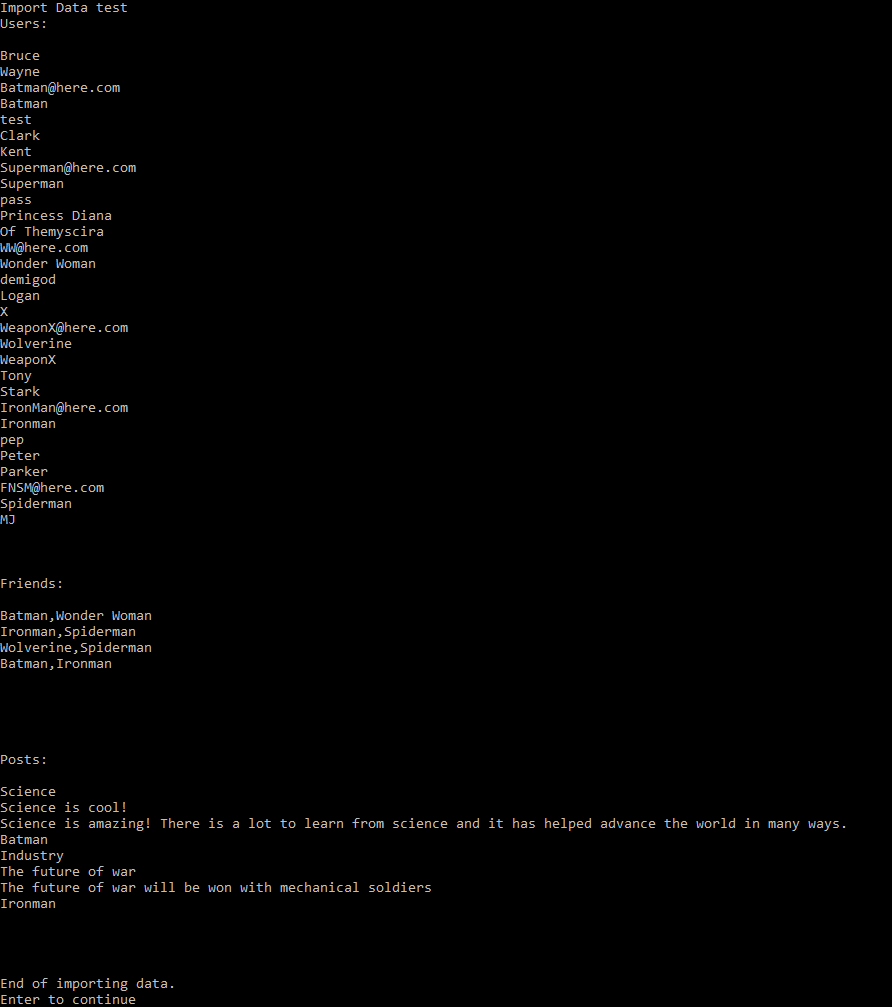 Import Data test
Users:
Bruce
Wayne
Batman@here.com
Batman
test
Clark
Kent
Superman@here.com
Superman
pass
Princess Diana
Of Themyscira
WW@here.com
Wonder Woman
demigod
Logan
X
WeaponX@here.com
Wolverine
WeaponX
Tony
Stark
IronMan@here.com
Ironman
pep
Peter
Parker
FNSM@here.com
Spiderman
MJ
Friends:
Batman,Wonder Woman
Ironman,Spiderman
Wolverine,Spiderman
Batman,Ironman
Posts:
Science
Science is cool!
Science is amazing! There is a lot to learn from science and it has helped advance the world in many ways.
Batman
Industry
The future of war
The future of war will be won with mechanical soldiers
Ironman
End of importing data.
Enter to continue